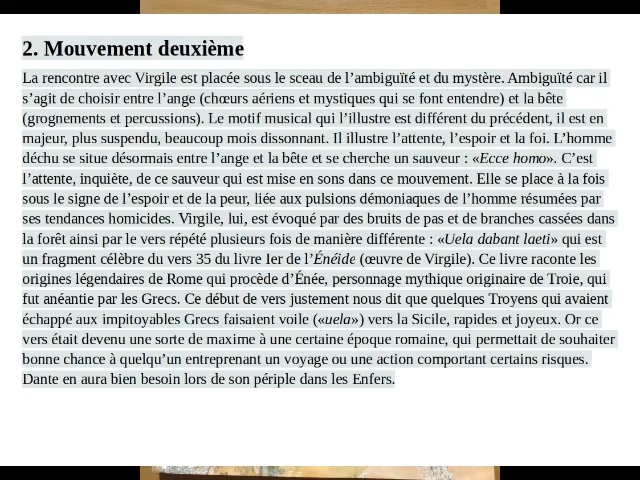 2. Mouvement deuxième
La rencontre avec Virgile est placée sous le sceau de l’ambiguïté et du mystère. Ambiguïté car il
s’agit de choisir entre l’ange (chœurs aériens et mystiques qui se font entendre) et la bête
(grognements et percussions). Le motif musical qui l’illustre est différent du précédent, il est en
majeur, plus suspendu, beaucoup mois dissonnant. Il illustre l’attente, l’espoir et la foi. L’homme
déchu se situe désormais entre l’ange et la bête et se cherche un sauveur : «Ecce homo». C’est
l’attente, inquiète, de ce sauveur qui est mise en sons dans ce mouvement. Elle se place à la fois
sous le signe de l’espoir et de la peur, liée aux pulsions démoniaques de l’homme résumées par
ses tendances homicides. Virgile, lui, est évoqué par des bruits de pas et de branches cassées dans
la forêt ainsi par le vers répété plusieurs fois de manière différente : «Uela dabant laeti» qui est
un fragment célèbre du vers 35 du livre Ier de l’Énéide (œuvre de Virgile). Ce livre raconte les
origines légendaires de Rome qui procède d’Énée, personnage mythique originaire de Troie, qui
fut anéantie par les Grecs. Ce début de vers justement nous dit que quelques Troyens qui avaient
échappé aux impitoyables Grecs faisaient voile («uela») vers la Sicile, rapides et joyeux. Or ce
vers était devenu une sorte de maxime à une certaine époque romaine, qui permettait de souhaiter
bonne chance à quelqu’un entreprenant un voyage ou une action comportant certains risques.
Dante en aura bien besoin lors de son périple dans les Enfers.